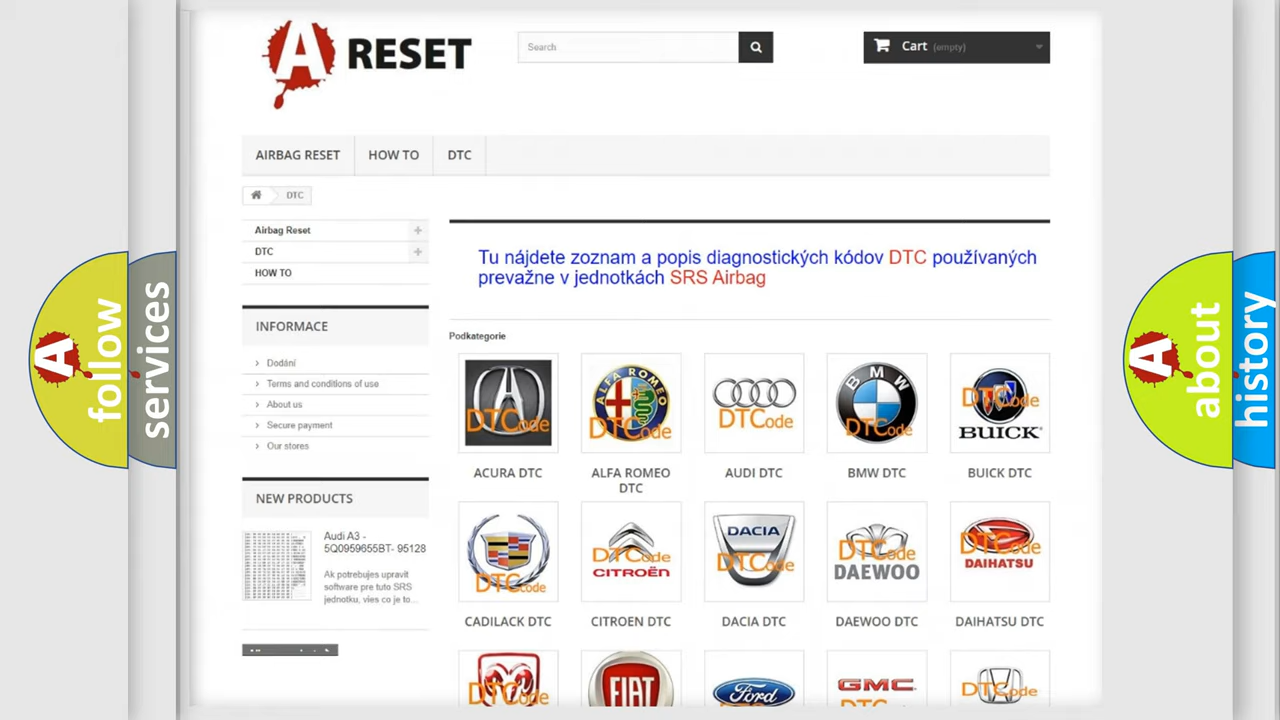 A RESET
Search
Cart (empty)
AIRBAG RESET
HOW TO
DTC
DTC
Airbag Reset
DTC
HOW TO
INFORMACE
Dodání
Terms and conditions of use
About us
Secure payment
Our stores
NEW PRODUCTS
Audi A3 -
5Q0959655BT- 95128
Ak potrebujes upravit
software pre tuto SRS
jednotku, vies co je to...
Tu nájdete zoznam a popis diagnostických kódov DTC používaných
prevažne v jednotkách SRS Airbag
Podkategorie
DTCode
ALFA ROMEO
DTCode
DTCode
BMW
DTCode
DTCode
BUICK
ACURA DTC
ALFA ROMEO
DTC
AUDI DTC
BMW DTC
BUICK DTC
DTCode
DTCode
CITROËN
DACIA
DTCode
DTCode
DAEWOO
DTCode
DAIHATSU
CADILACK DTC
CITROEN DTC
DACIA DTC
DAEWOO DTC
DAIHATSU DTC
DTCode
FIAT
Ford
GMC
DTCode
A follow
services
A about
history